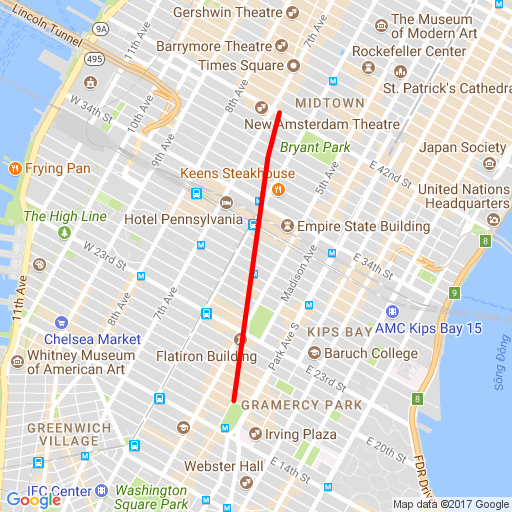 Gershwin Theatre
9A
Lincoln Tunnel
11th Ave
7th Ave
The Museum
of Modern Art
Barrymore Theatre
Rockefeller Center
495
Times Square
St. Patrick's Cathedra
8th Ave
W 34th St
10th Ave
MIDTOWN
New Amsterdam Theatre
Bryant Park
Japan Society
9th Ave
E 42nd St
Frying Pan
Keens Steakhouse
5th Ave
United Nations
Headquarters
The High Line
Hotel Pennsylvania
Empire State Building
8
W 23rd St
Madison Ave
E 34th St
11th Ave
7th Ave
8th Ave
9
Chelsea Market
KIPS BAY
AMC Kips Bay 15
Whitney Museum
of American Art
Flatiron Building
Park Ave S
Baruch College
Sông Đông
E 23rd St
8
GRAMERCY PARK
GREENWICH
VILLAGE
Irving Plaza
E 20th St
Webster Hall
E 14th St
FDR Drive
IFC Center
Washington
Square Park
Google
Map data ©2017 Google